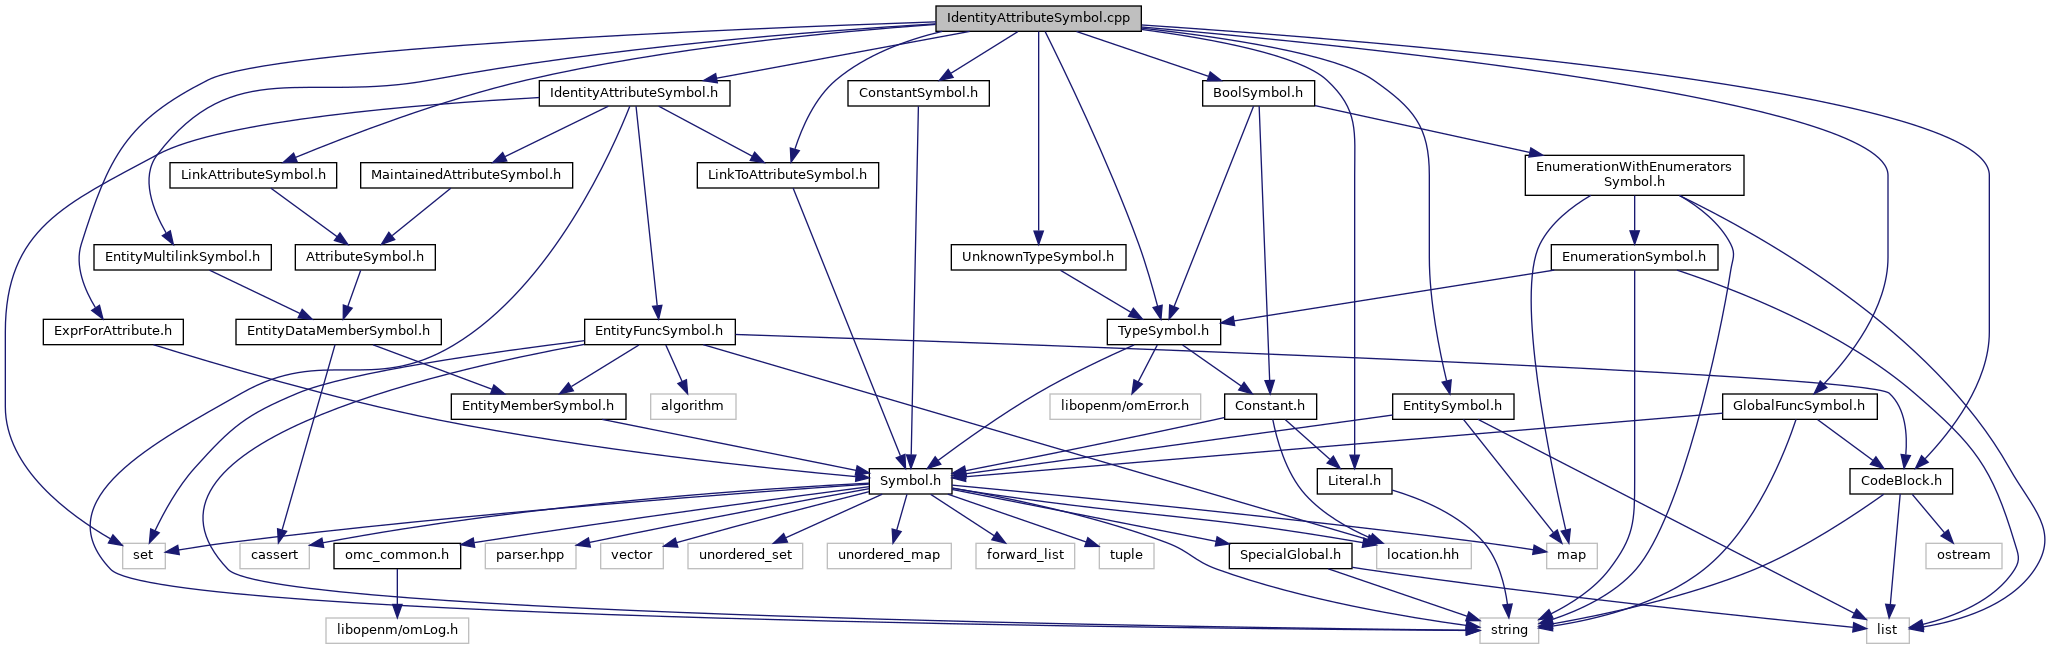 IdentityAttributeSymbol.cpp
IdentityAttributeSymbol.h
ConstantSymbol.h
BoolSymbol.h
LinkAttributeSymbol.h
MaintainedAttributeSymbol.h
LinkToAttributeSymbol.h
EnumerationWithEnumerators
Symbol.h
EntityMultilinkSymbol.h
AttributeSymbol.h
UnknownTypeSymbol.h
EnumerationSymbol.h
ExprForAttribute.h
EntityDataMemberSymbol.h
EntityFuncSymbol.h
TypeSymbol.h
EntityMemberSymbol.h
algorithm
libopenm/omError.h
Constant.h
EntitySymbol.h
GlobalFuncSymbol.h
Symbol.h
Literal.h
CodeBlock.h
set
cassert
omc_common.h
parser.hpp
vector
unordered_set
unordered_map
forward_list
tuple
SpecialGlobal.h
location.hh
map
ostream
libopenm/omLog.h
string
list